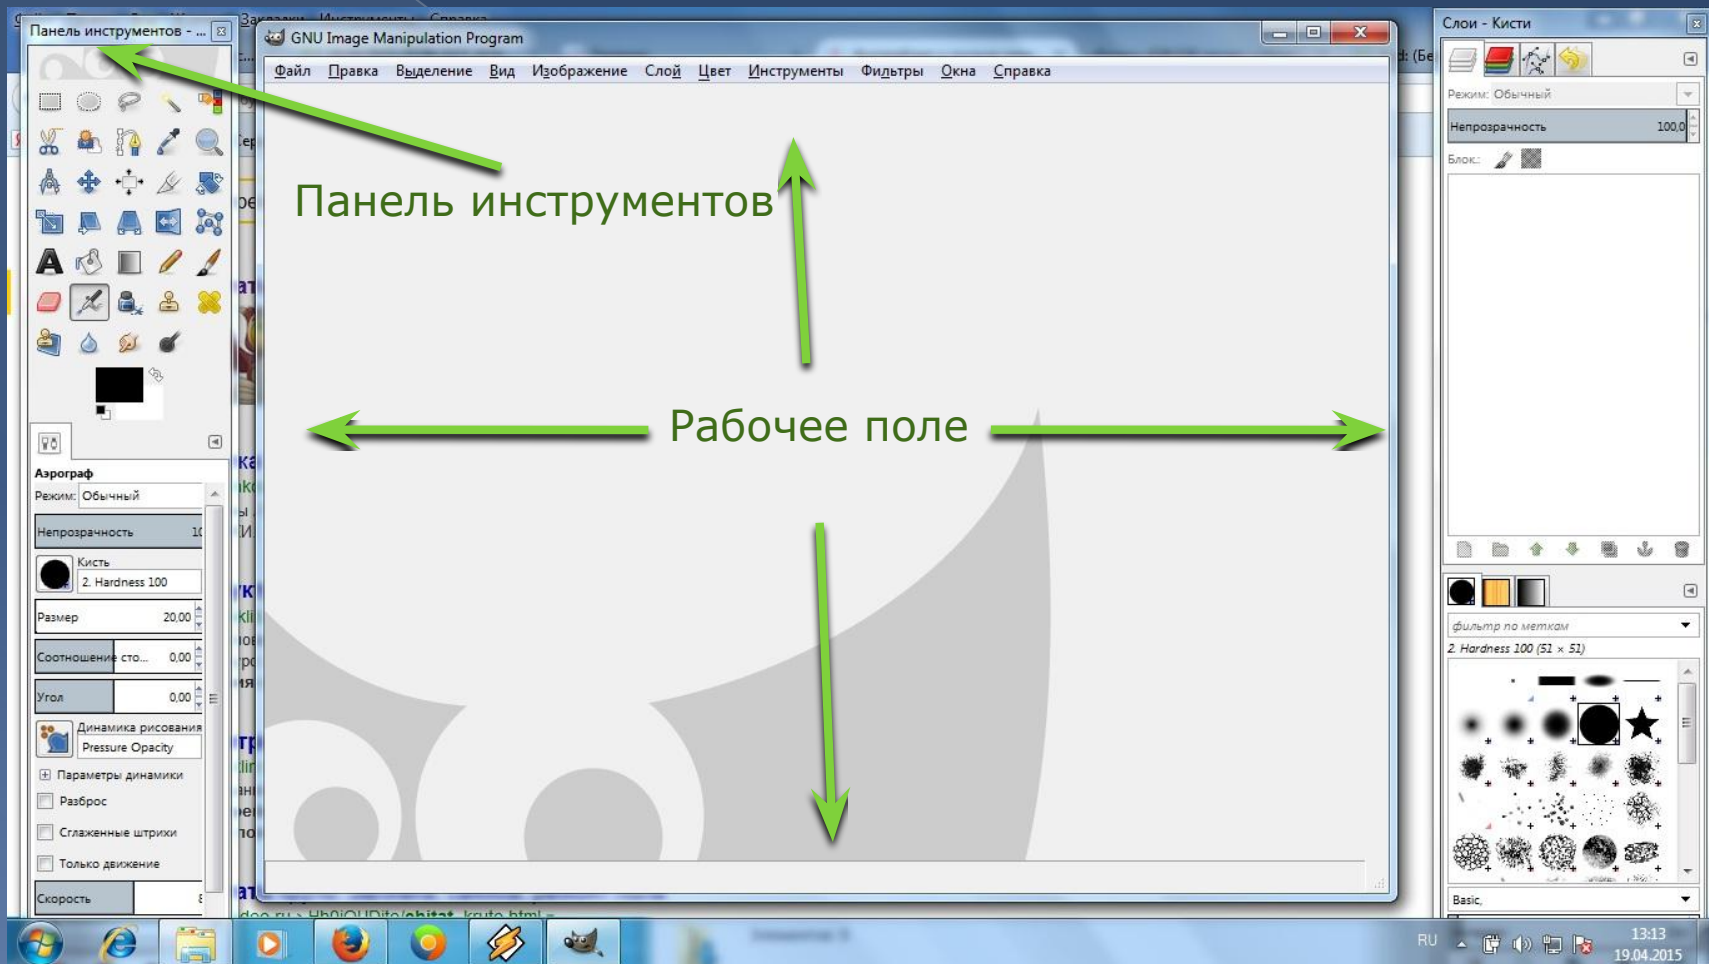 Панель инструментов - ...
GNU Image Manipulation Program
Файл Правка Выделение Вид Изображение Слой Цвет Инструменты Фильтры Окна Справка
Панель инструментов
Рабочее поле
Аэрограф
Режим: Обычный
Непрозрачность 10
Кисть
2. Hardness 100
Размер 20,00
Соотношение сто... 0,00
Угол 0,00
Динамика рисования
Pressure Opacity
Параметры динамики
Разброс
Сглаженные штрихи
Только движение
Скорость
Слои - Кисти
Режим: Обычный
Непрозрачность 100,0
Блок.:
фильтр по меткам
2. Hardness 100 (51 × 51)
Basic,
RU
13:13
19.04.2015